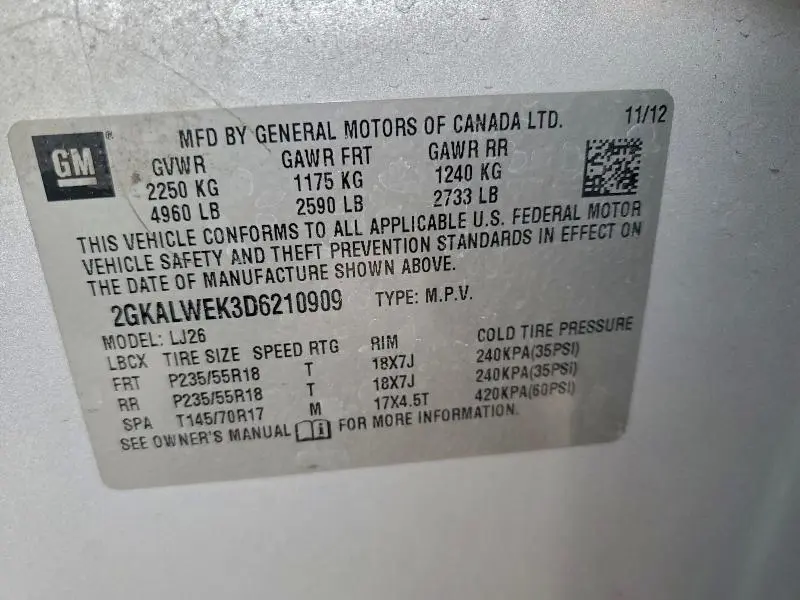 GM
MFD BY GENERAL MOTORS OF CANADA LTD. 11/12
GVWR GAWR FRT GAWR RR
2250 KG 1175 KG 1240 KG
4960 LB 2590 LB 2733 LB
THIS VEHICLE CONFORMS TO ALL APPLICABLE U.S. FEDERAL MOTOR
VEHICLE SAFETY AND THEFT PREVENTION STANDARDS IN EFFECT ON
THE DATE OF MANUFACTURE SHOWN ABOVE.
2GKALWEK3D6210909 TYPE: M.P.V.
MODEL: LJ26
LBCX TIRE SIZE SPEED RTG RIM COLD TIRE PRESSURE
FRT P235/55R18 T 18X7J 240KPA(35PSI)
RR P235/55R18 T 18X7J 240KPA(35PSI)
SPA T145/70R17 M 17X4.5T 420KPA(60PSI)
SEE OWNER'S MANUAL i FOR MORE INFORMATION.